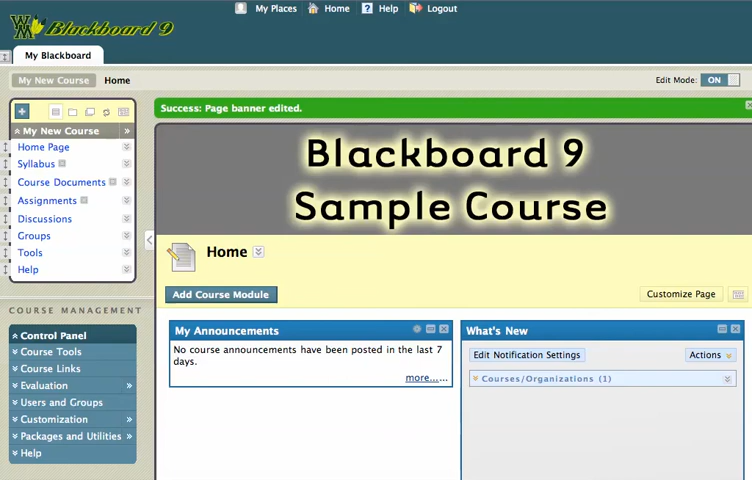 My Places Home ? Help Logout
WM Blackboard 9
My Blackboard
My New Course Home Edit Mode: ON
Success: Page banner edited.
My New Course
Home Page
Syllabus
Course Documents
Assignments
Discussions
Groups
Tools
Help
Blackboard 9
Sample Course
Home
Add Course Module
Customize Page
COURSE MANAGEMENT
Control Panel
Course Tools
Course Links
Evaluation
Users and Groups
Customization
Packages and Utilities
Help
My Announcements
No course announcements have been posted in the last 7
days.
more......
What's New
Edit Notification Settings Actions
Courses/Organizations (1)